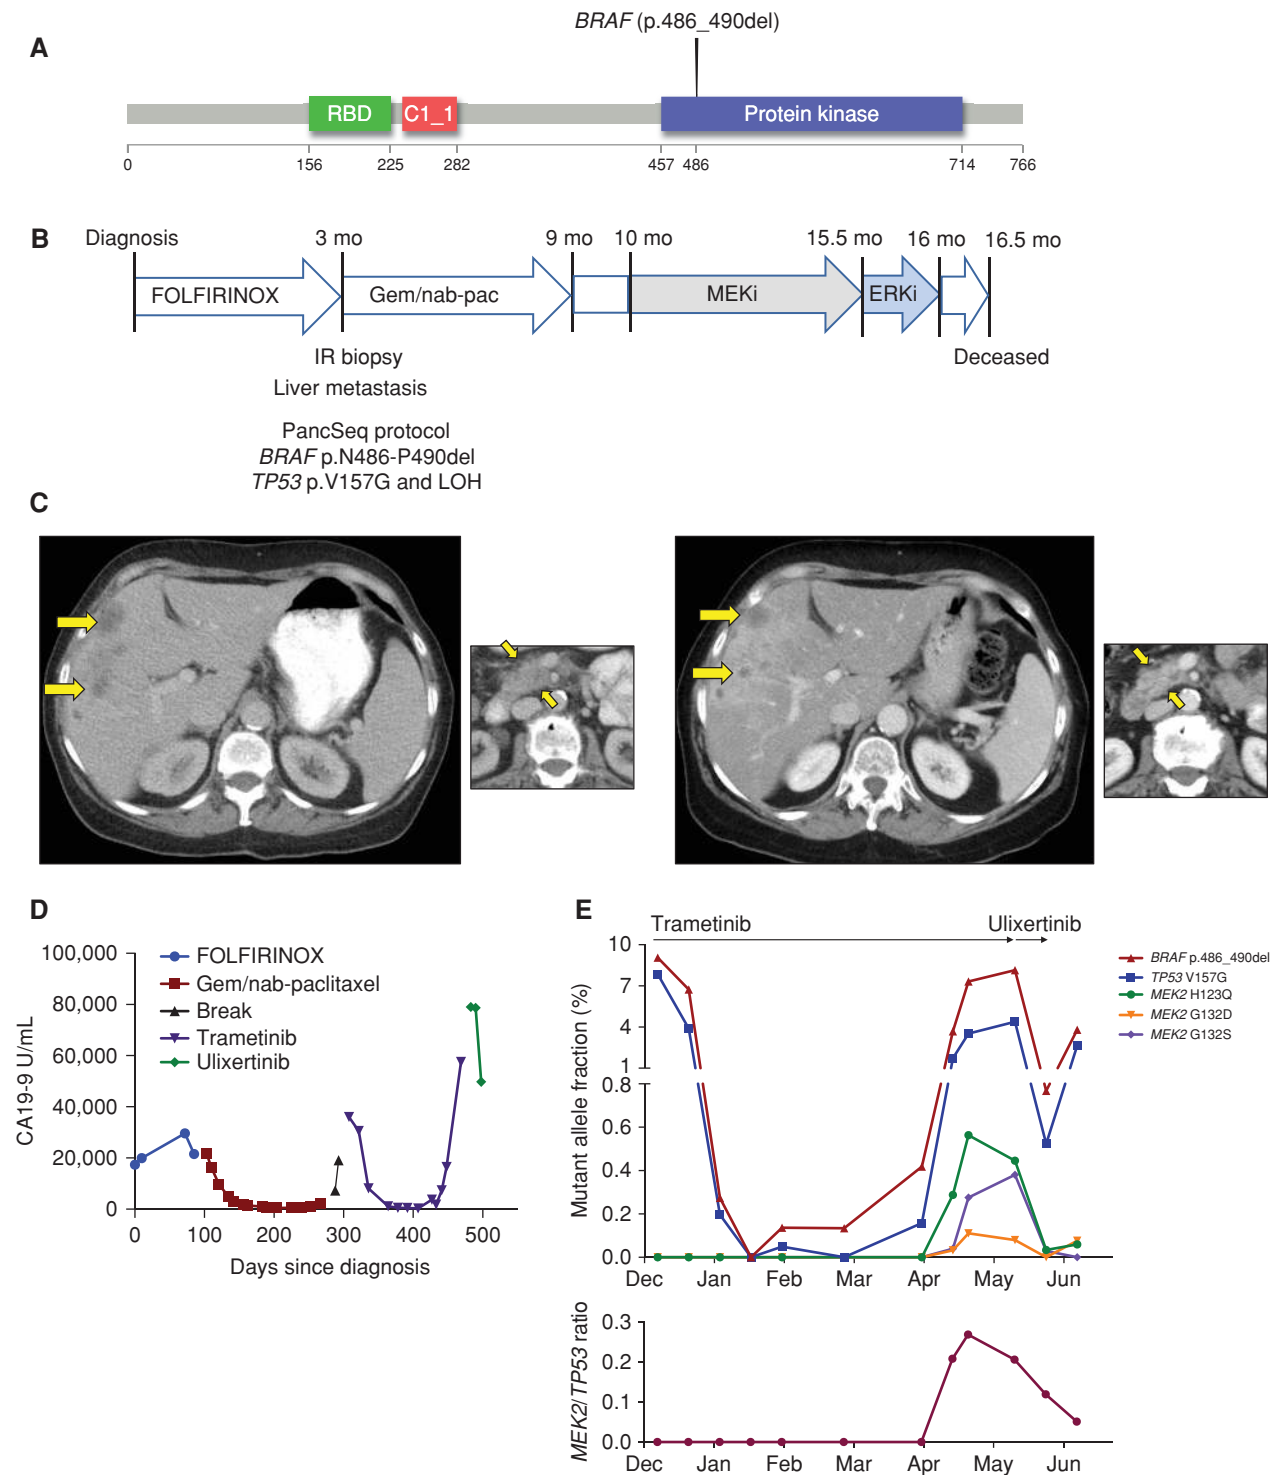 A
BRAF (p.486_490del)
RBD
C1_1
Protein kinase
0
156
225
282
457
486
714
766
B
Diagnosis
3 mo
9 mo
10 mo
15.5 mo
16 mo
16.5 mo
FOLFIRINOX
Gem/nab-pac
MEKi
ERKi
IR biopsy
Deceased
Liver metastasis
PancSeq protocol
BRAF p.N486-P490del
TP53 p.V157G and LOH
C
D
CA19-9 U/mL
100,000
80,000
60,000
40,000
20,000
0
FOLFIRINOX
Gem/nab-paclitaxel
Break
Trametinib
Ulixertinib
0
100
200
300
400
500
Days since diagnosis
E
Trametinib
Ulixertinib
Mutant allele fraction (%)
10
7
4
1
0.8
0.6
0.4
0.2
0.0
BRAF p.486_490del
TP53 V157G
MEK2 H123Q
MEK2 G132D
MEK2 G132S
Dec
Jan
Feb
Mar
Apr
May
Jun
MEK2/TP53 ratio
0.3
0.2
0.1
0.0
Dec
Jan
Feb
Mar
Apr
May
Jun